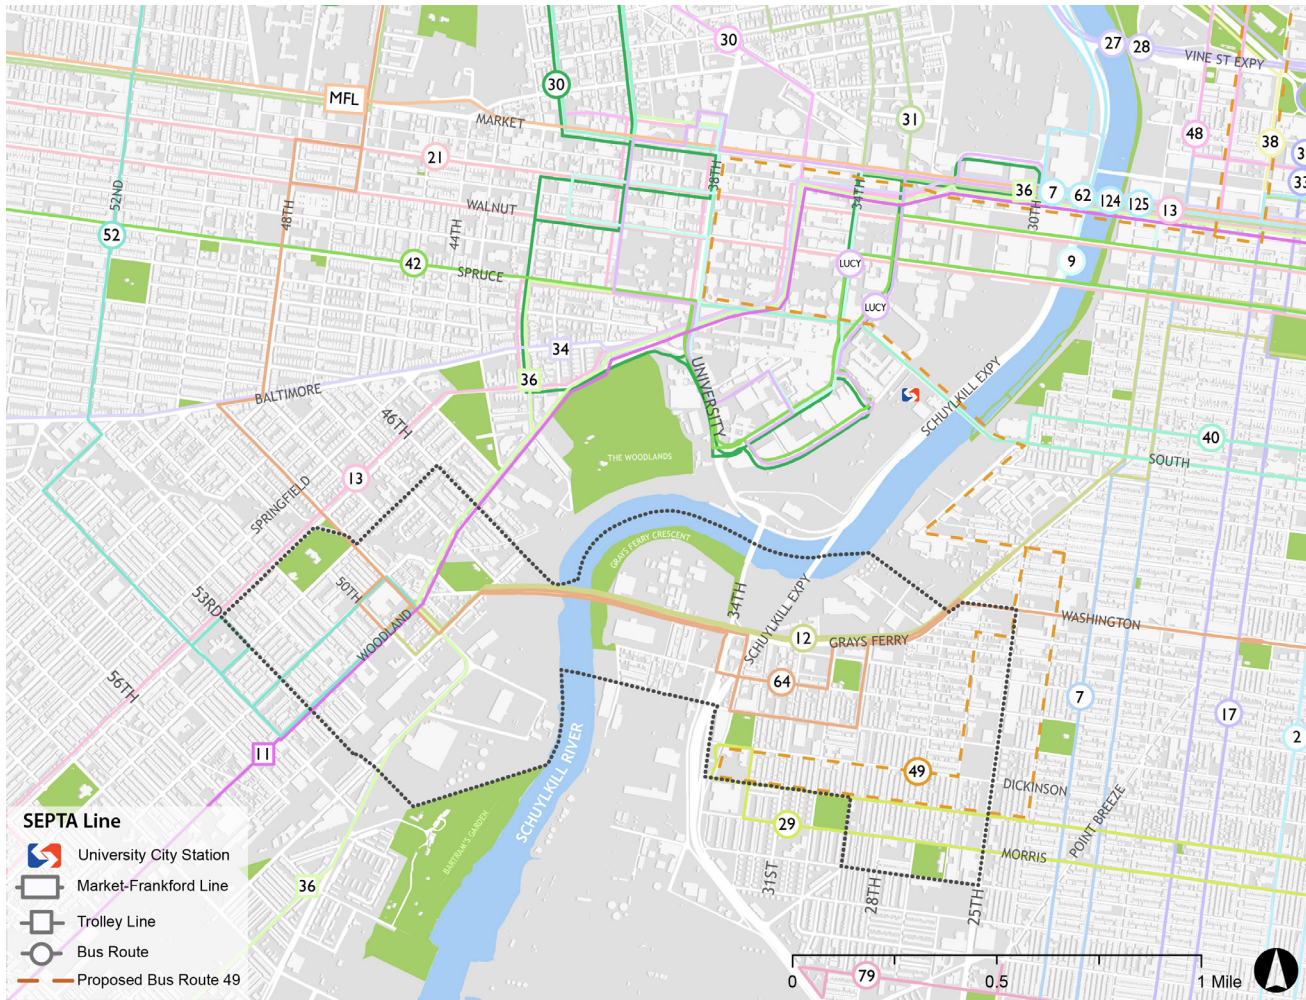 30
27
28
VINE ST EXPY
30
MFL
MARKET
31
48
38
21
38TH
34TH
36
7
62
124
125
13
30TH
33
52ND
48TH
44TH
WALNUT
52
42
SPRUCE
LUCY
9
LUCY
34
36
BALTIMORE
46TH
UNIVERSITY
SCHUYLKILL EXPY
THE WOODLANDS
40
SOUTH
13
SPRINGFIELD
GRAYS FERRY CRESCENT
53RD
50TH
WOODLAND
34TH
SCHUYLKILL EXPY
12
GRAYS FERRY
WASHINGTON
56TH
64
7
17
2
11
SCHUYLKILL RIVER
49
DICKINSON
POINT BREEZE
29
MORRIS
BARTRAM'S GARDEN
36
31ST
28TH
25TH
79
SEPTA Line
University City Station
Market-Frankford Line
Trolley Line
Bus Route
Proposed Bus Route 49
0
0.5
1 Mile